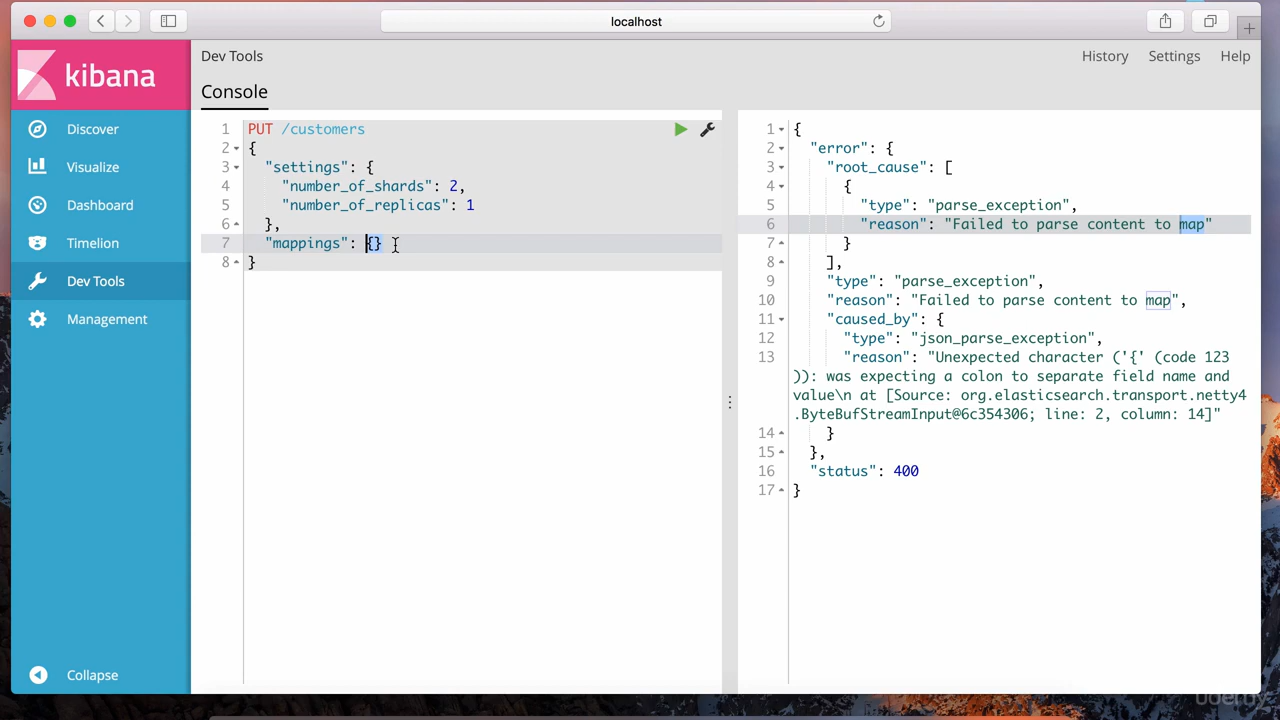 localhost
kibana
Discover
Visualize
Dashboard
Timelion
Dev Tools
Management
Collapse
Dev Tools
History Settings Help
Console
1 PUT /customers
2 {
3 "settings": {
4 "number_of_shards": 2,
5 "number_of_replicas": 1
6 },
7 "mappings": {}
8 }
1 {
2 "error": {
3 "root_cause": [
4 {
5 "type": "parse_exception",
6 "reason": "Failed to parse content to map"
7 }
8 ],
9 "type": "parse_exception",
10 "reason": "Failed to parse content to map",
11 "caused_by": {
12 "type": "json_parse_exception",
13 "reason": "Unexpected character ('{' (code 123
)): was expecting a colon to separate field name and
value\n at [Source: org.elasticsearch.transport.netty4
.ByteBufStreamInput@6c354306; line: 2, column: 14]"
14 }
15 },
16 "status": 400
17 }
udemy